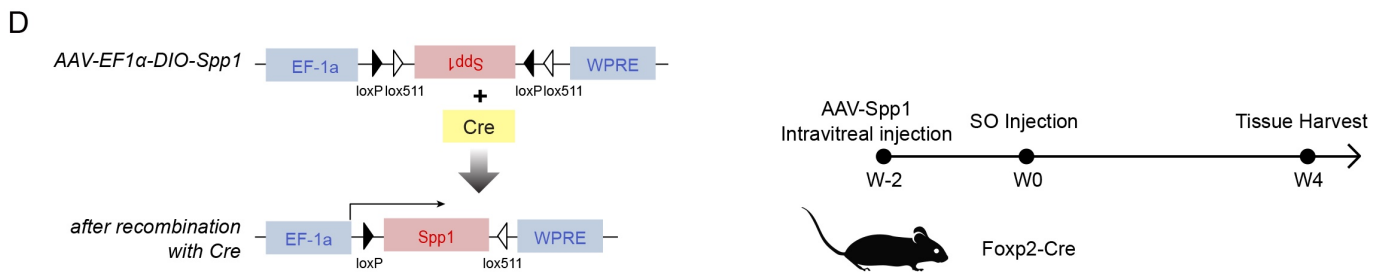 D
AAV-EF1α-DIO-Spp1
EF-1a
Spp1
WPRE
loxP lox511
loxP lox511
+
Cre
after recombination
with Cre
EF-1a
Spp1
WPRE
loxP
lox511
AAV-Spp1
Intravitreal injection
SO Injection
Tissue Harvest
W-2
W0
W4
Foxp2-Cre